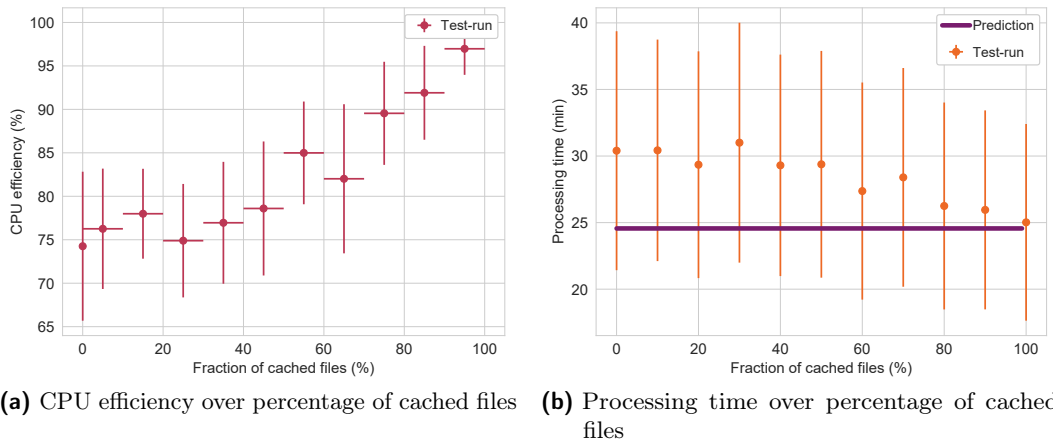 100
95
90
85
80
75
70
65
CPU efficiency (%)
Test-run
0 20 40 60 80 100
Fraction of cached files (%)
(a) CPU efficiency over percentage of cached files
40
35
30
25
20
Processing time (min)
Prediction
Test-run
0 20 40 60 80 100
Fraction of cached files (%)
(b) Processing time over percentage of cached
files